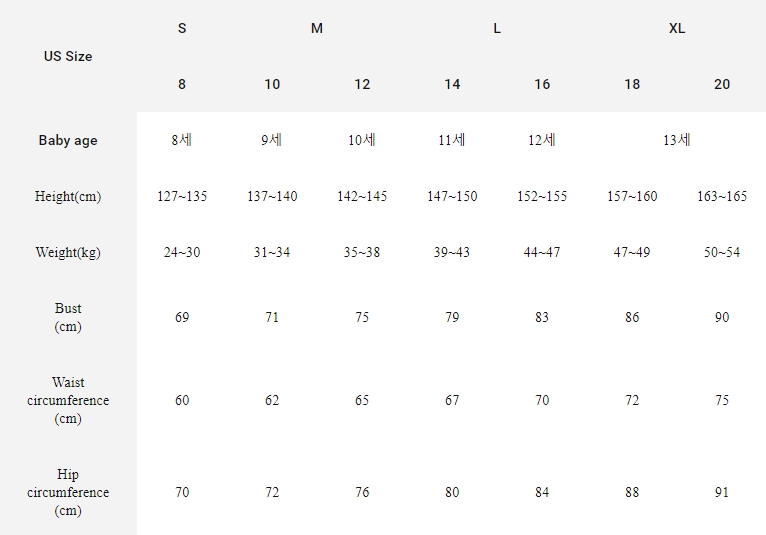 S M L XL
US Size
8 10 12 14 16 18 20
Baby age 8세 9세 10세 11세 12세 13세
Height(cm) 127~135 137~140 142~145 147~150 152~155 157~160 163~165
Weight(kg) 24~30 31~34 35~38 39~43 44~47 47~49 50~54
Bust
(cm) 69 71 75 79 83 86 90
Waist
circumference 60 62 65 67 70 72 75
(cm)
Hip
circumference 70 72 76 80 84 88 91
(cm)